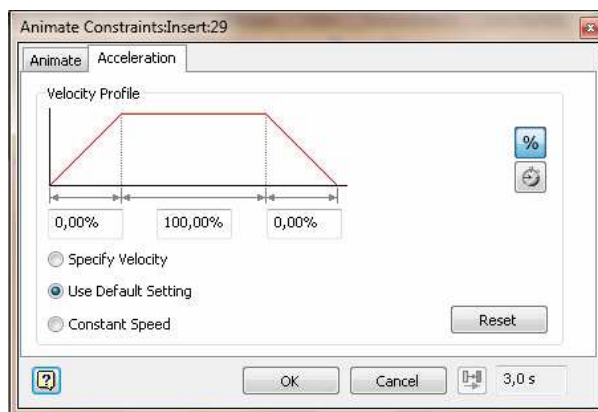 Animate Constraints:Insert:29
Animate Acceleration
Velocity Profile
%
0,00% 100,00% 0,00%
Specify Velocity
Use Default Setting
Constant Speed
Reset
?
OK Cancel 3,0 s